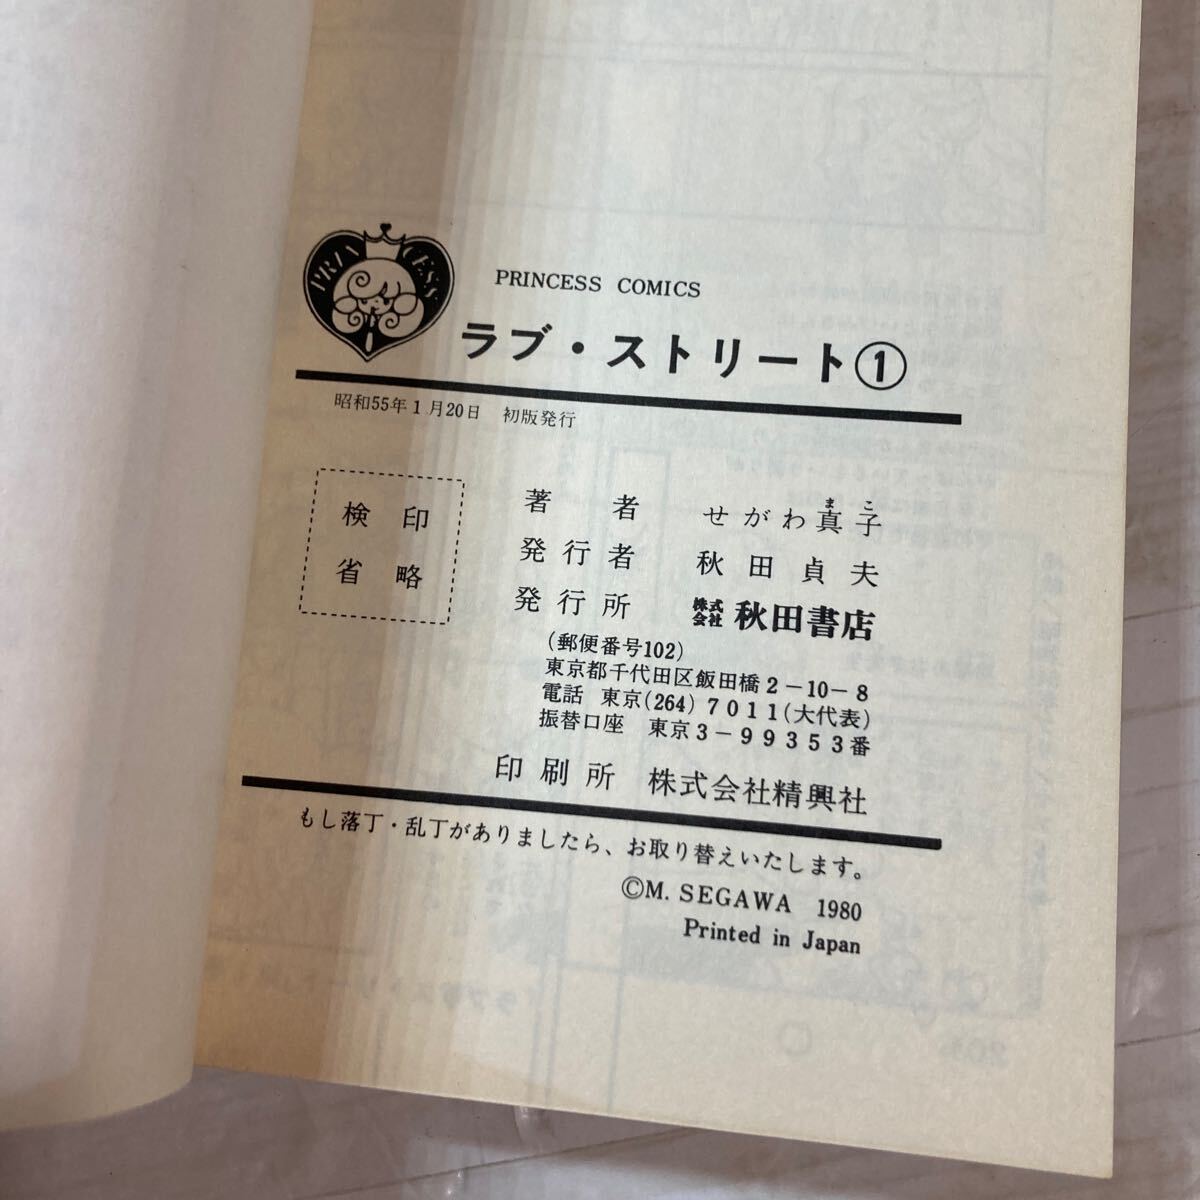 PRINCESS
PRINCESS COMICS
ラブ・ストリート①
昭和55年1月20日 初版発行
検印
省略
著者 せがわ真子
まこ
発行者 秋田貞夫
発行所 株式会社 秋田書店
(郵便番号102)
東京都千代田区飯田橋2-10-8
電話 東京(264)7011(大代表)
振替口座 東京3-99353番
印刷所 株式会社精興社
もし落丁・乱丁がありましたら、お取り替えいたします。
©M. SEGAWA 1980
Printed in Japan